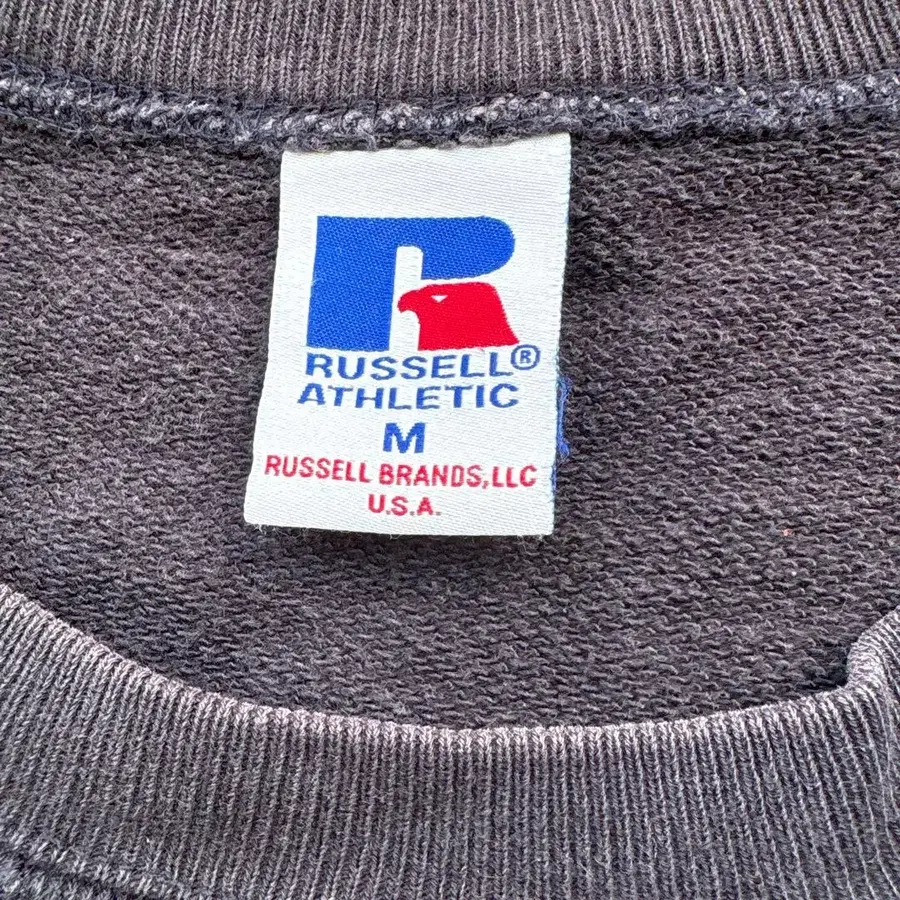 RUSSELL®
ATHLETIC
M
RUSSELL BRANDS, LLC
U.S.A.